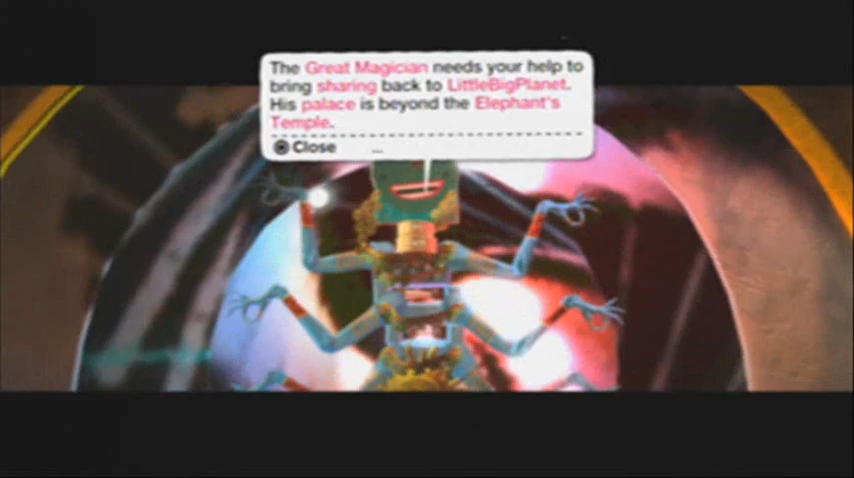 The Great Magician needs your help to
bring sharing back to LittleBigPlanet.
His palace is beyond the Elephant's
Temple.
Close
...